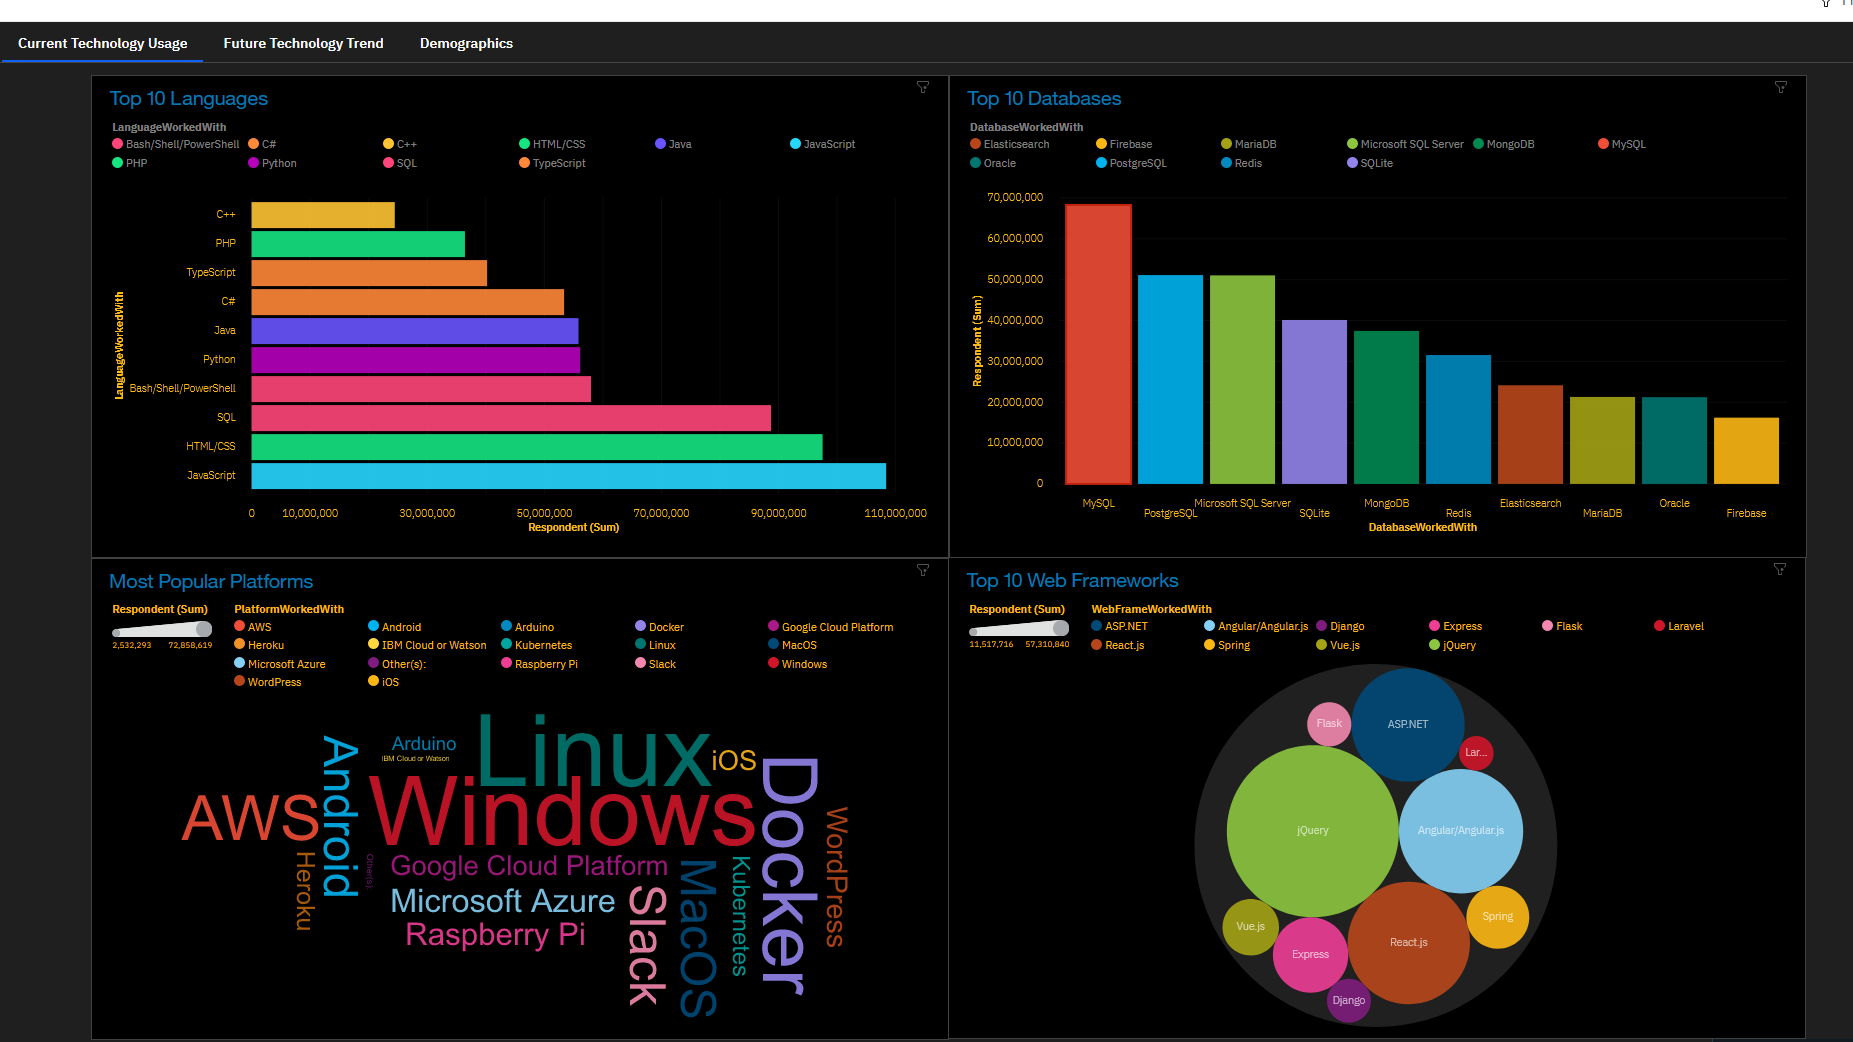 Current Technology Usage
Future Technology Trend
Demographics
Top 10 Languages
LanguageWorkedWith
Bash/Shell/PowerShell
C#
C++
HTML/CSS
Java
JavaScript
PHP
Python
SQL
TypeScript
LanguageWorkedWith
C++
PHP
TypeScript
C#
Java
Python
Bash/Shell/PowerShell
SQL
HTML/CSS
JavaScript
0
10,000,000
30,000,000
50,000,000
70,000,000
90,000,000
110,000,000
Respondent (Sum)
Top 10 Databases
DatabaseWorkedWith
Elasticsearch
Firebase
MariaDB
Microsoft SQL Server
MongoDB
MySQL
Oracle
PostgreSQL
Redis
SQLite
Respondent (Sum)
70,000,000
60,000,000
50,000,000
40,000,000
30,000,000
20,000,000
10,000,000
0
MySQL
PostgreSQL
Microsoft SQL Server
SQLite
MongoDB
Redis
Elasticsearch
MariaDB
Oracle
Firebase
DatabaseWorkedWith
Most Popular Platforms
Respondent (Sum)
2,532,293
72,858,619
PlatformWorkedWith
AWS
Android
Arduino
Docker
Google Cloud Platform
Heroku
IBM Cloud or Watson
Kubernetes
Linux
MacOS
Microsoft Azure
Other(s):
Raspberry Pi
Slack
Windows
WordPress
iOS
Arduino
IBM Cloud or Watson
Linux
iOS
Android
AWS
Windows
Docker
WordPress
Heroku
Other(s):
Google Cloud Platform
Microsoft Azure
Raspberry Pi
Slack
MacOS
Kubernetes
Top 10 Web Frameworks
Respondent (Sum)
11,517,716
57,310,840
WebFrameWorkedWith
ASP.NET
Angular/Angular.js
Django
Express
Flask
Laravel
React.js
Spring
Vue.js
jQuery
Flask
ASP.NET
Lar...
jQuery
Angular/Angular.js
Vue.js
Express
React.js
Spring
Django